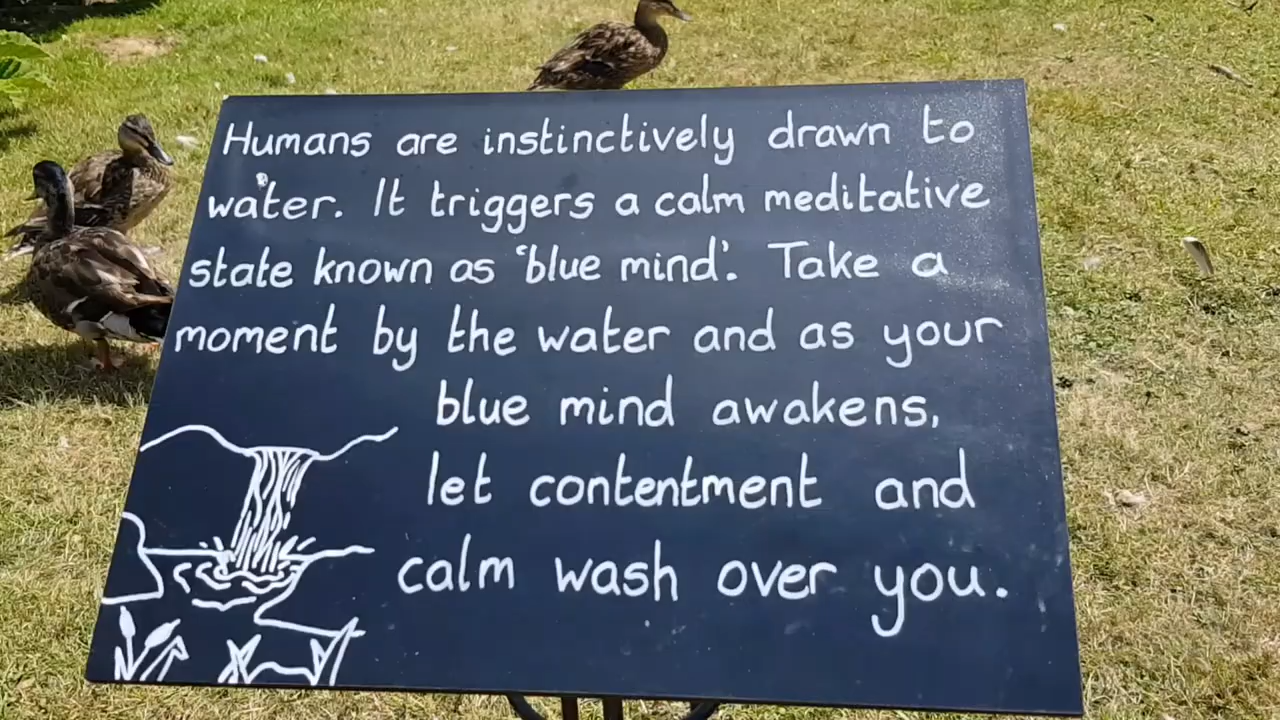 Humans are instinctively drawn to
water. It triggers a calm meditative
state known as 'blue mind'. Take a
moment by the water and as your
blue mind awakens,
let contentment and
calm wash over you.